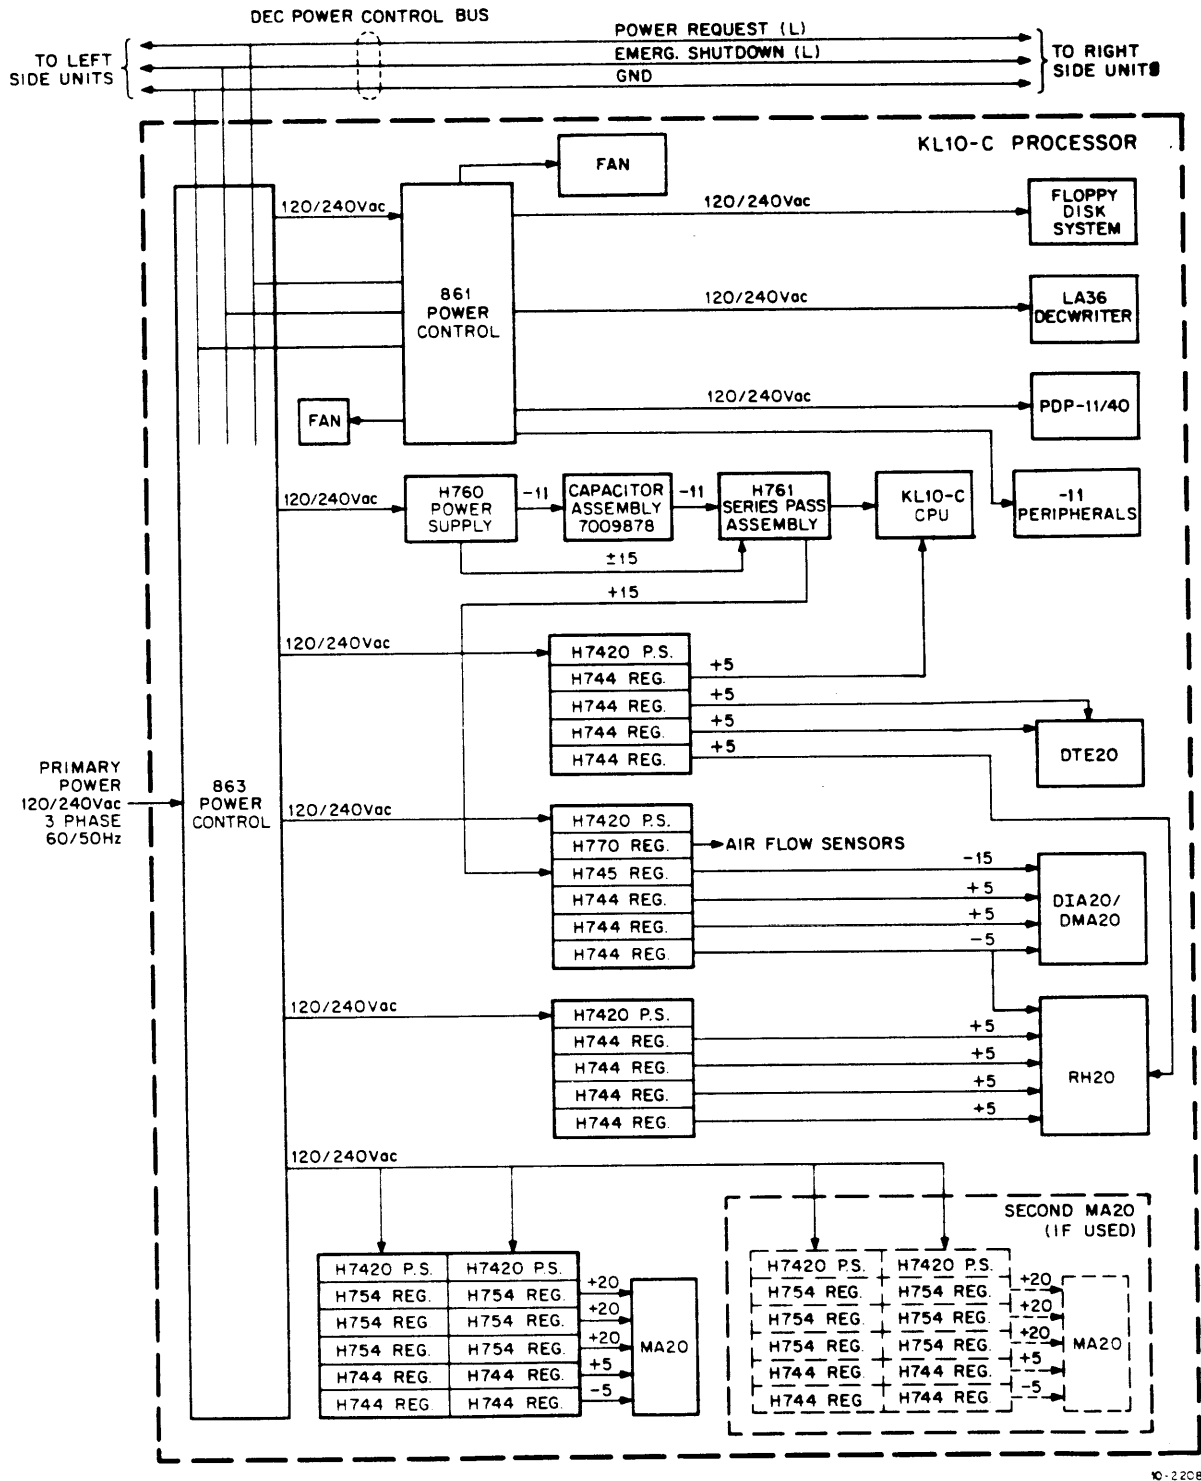 DEC POWER CONTROL BUS
POWER REQUEST (L)
EMERG. SHUTDOWN (L)
GND
TO LEFT
SIDE UNITS
TO RIGHT
SIDE UNITS
KL10-C PROCESSOR
FAN
120/240Vac
120/240Vac
FLOPPY
DISK
SYSTEM
861
POWER
CONTROL
120/240Vac
LA36
DECWRITER
FAN
120/240Vac
PDP-11/40
-11
PERIPHERALS
120/240Vac
H760
POWER
SUPPLY
-11
CAPACITOR
ASSEMBLY
7009878
-11
H761
SERIES PASS
ASSEMBLY
KL10-C
CPU
±15
+15
120/240Vac
H7420 P.S.
H744 REG.
H744 REG.
H744 REG.
H744 REG.
+5
+5
+5
+5
DTE20
PRIMARY
POWER
120/240Vac
3 PHASE
60/50Hz
863
POWER
CONTROL
120/240Vac
H7420 P.S.
H770 REG.
H745 REG.
H744 REG.
H744 REG.
H744 REG.
AIR FLOW SENSORS
-15
+5
+5
-5
DIA20/
DMA20
120/240Vac
H7420 P.S.
H744 REG.
H744 REG.
H744 REG.
H744 REG.
+5
+5
+5
+5
RH20
120/240Vac
H7420 P.S. H7420 P.S.
H754 REG. H754 REG.
H754 REG. H754 REG.
H754 REG. H754 REG.
H744 REG. H744 REG.
H744 REG. H744 REG.
+20
+20
+20
+5
-5
MA20
SECOND MA20
(IF USED)
H7420 P.S. H7420 P.S.
H754 REG. H754 REG.
H754 REG. H754 REG.
H754 REG. H754 REG.
H744 REG. H744 REG.
H744 REG. H744 REG.
+20
+20
+20
+5
-5
MA20